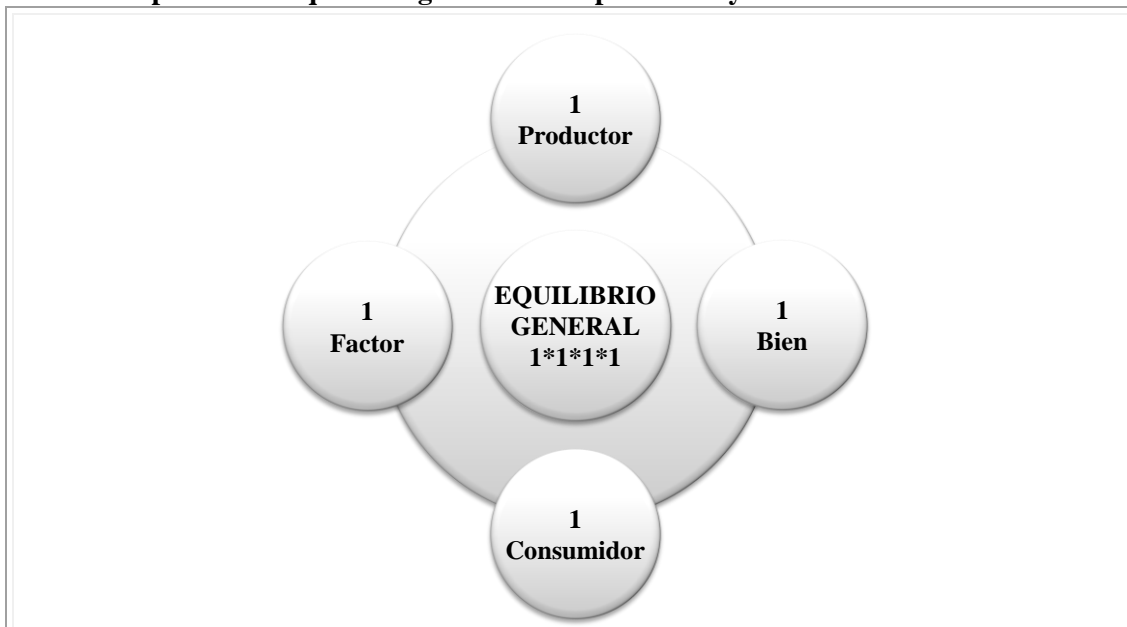 1
Productor
1
Factor
EQUILIBRIO
GENERAL
1*1*1*1
1
Bien
1
Consumidor